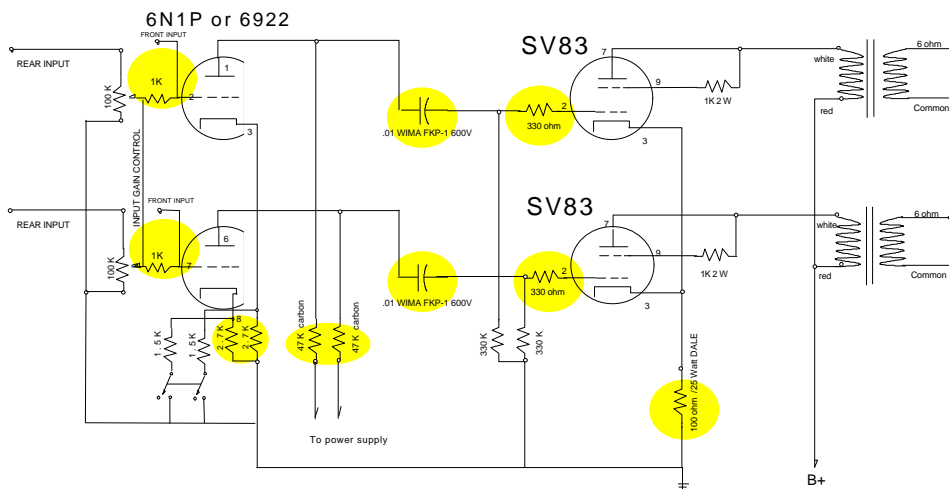 6N1P or 6922
FRONT INPUT
REAR INPUT
1K
100 K
1
2
3
INPUT GAIN CONTROL
.01 WIMA FKP-1 600V
SV83
7
9
2
3
330 ohm
1K 2 W
white
red
6 ohm
Common
FRONT INPUT
REAR INPUT
1K
100 K
6
7
8
.01 WIMA FKP-1 600V
SV83
7
9
2
3
330 ohm
1K 2 W
white
red
6 ohm
Common
1.5 K
1.5 K
2.7 K
2.7 K
47 K carbon
47 K carbon
330 K
330 K
100 ohm /25 Watt DALE
To power supply
B+